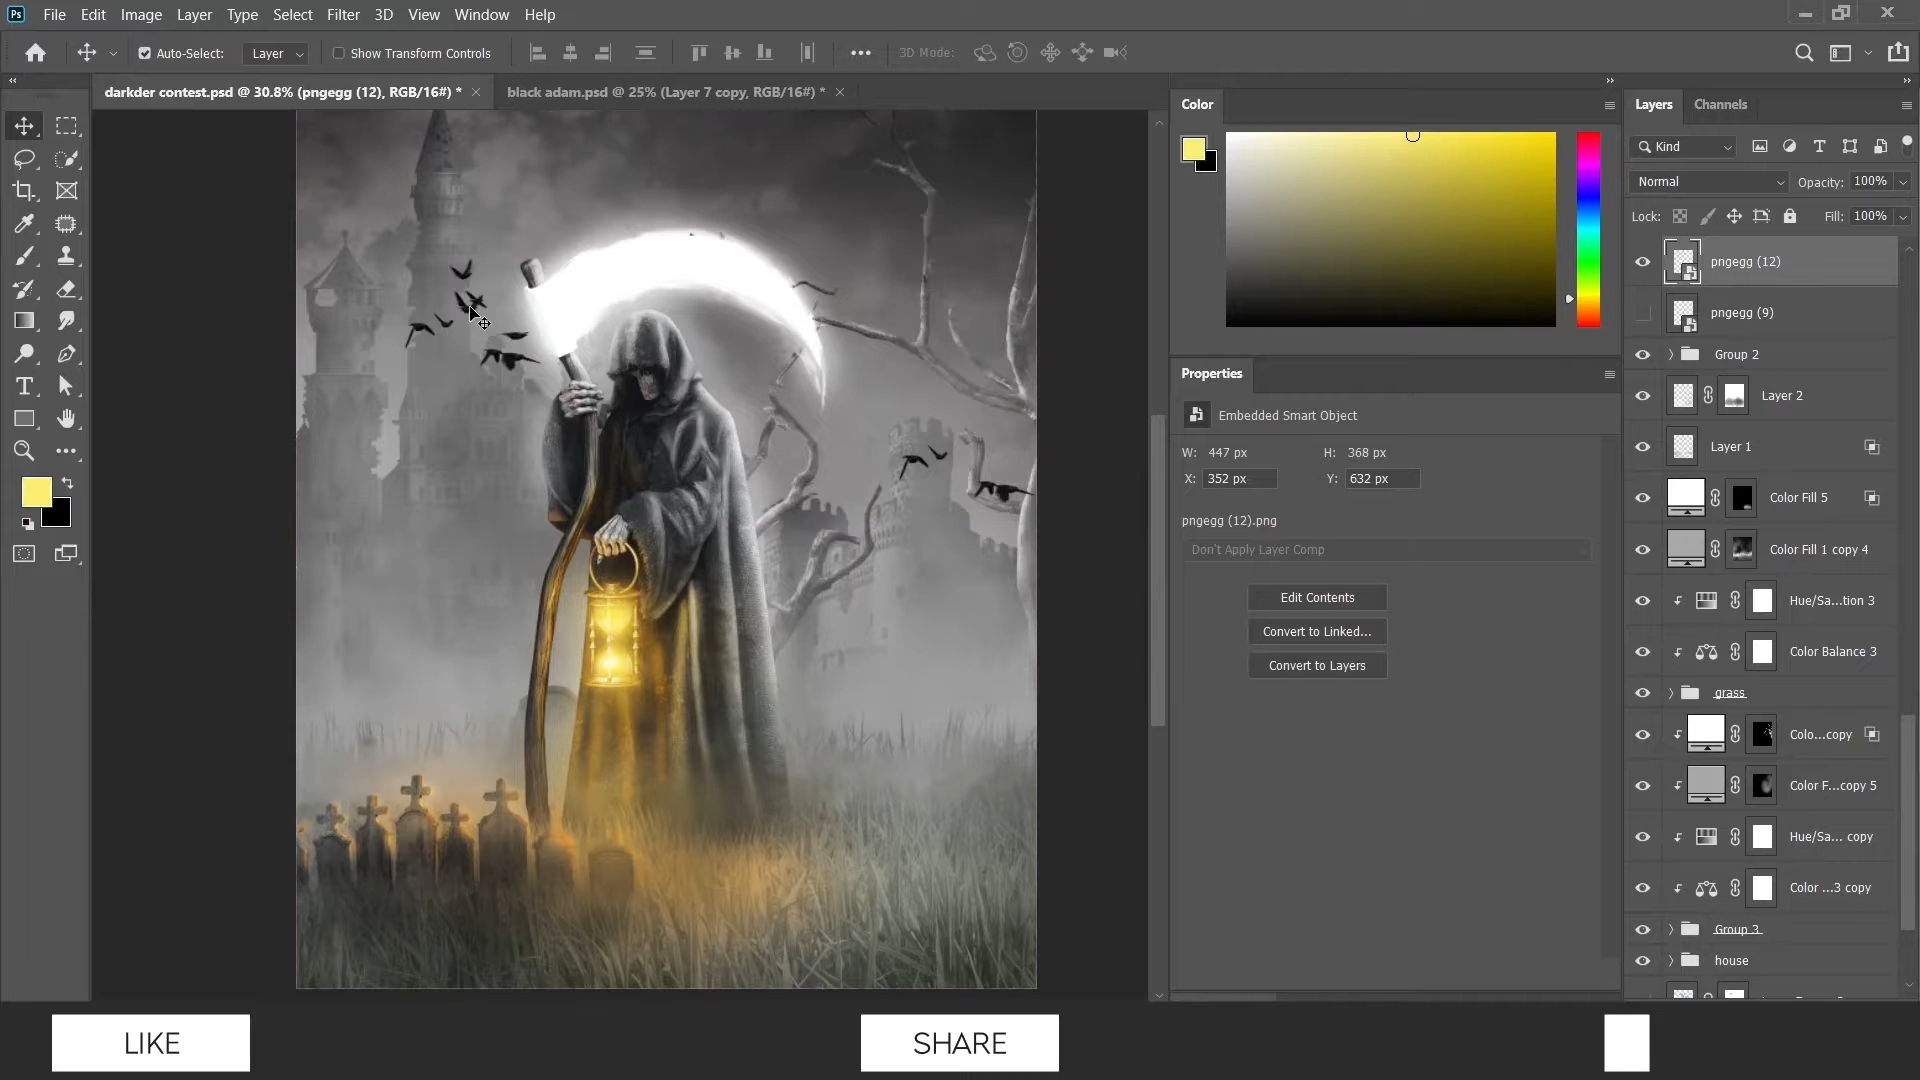 Ps File Edit Image Layer Type Select Filter 3D View Window Help
Auto-Select: Layer Show Transform Controls 3D Mode:
darkder contest.psd @ 30.8% (pngegg (12), RGB/16#) *
black adam.psd @ 25% (Layer 7 copy, RGB/16#) *
Color
Layers Channels
Kind
Normal Opacity: 100%
Lock: Fill: 100%
pngegg (12)
pngegg (9)
Group 2
Layer 2
Layer 1
Color Fill 5
Color Fill 1 copy 4
Hue/Sa...tion 3
Color Balance 3
grass
Colo...copy
Color F...copy 5
Hue/Sa... copy
Color ...3 copy
Group 3
house
Properties
Embedded Smart Object
W: 447 px H: 368 px
X: 352 px Y: 632 px
pngegg (12).png
Don't Apply Layer Comp
Edit Contents
Convert to Linked...
Convert to Layers
LIKE
SHARE